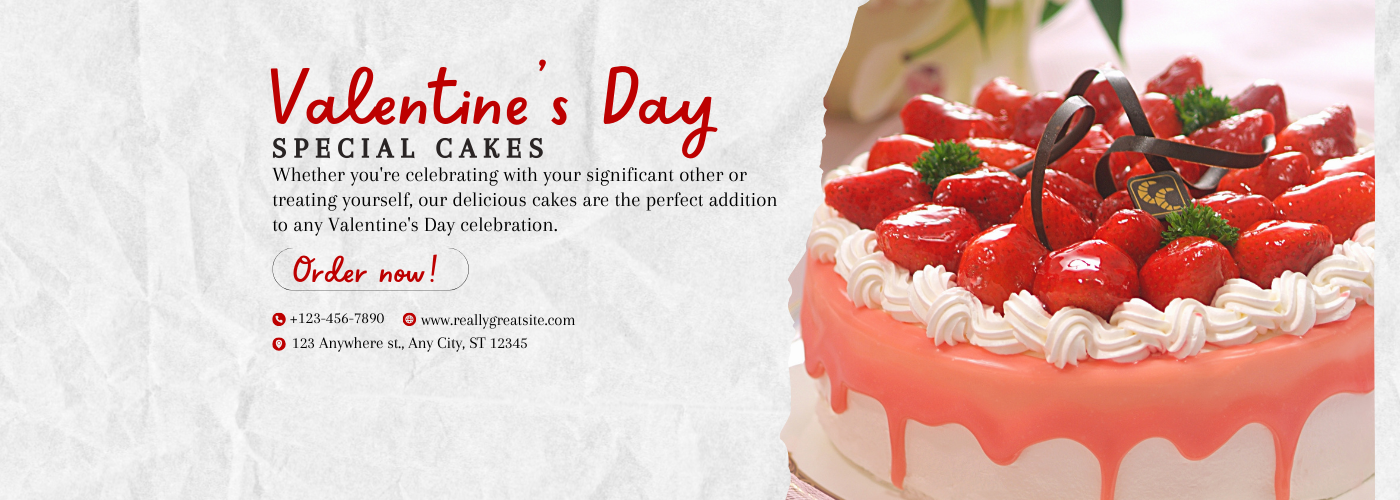 Valentine's Day
SPECIAL CAKES
Whether you're celebrating with your significant other or
treating yourself, our delicious cakes are the perfect addition
to any Valentine's Day celebration.
Order now!
+123-456-7890 www.reallygreatsite.com
123 Anywhere st., Any City, ST 12345